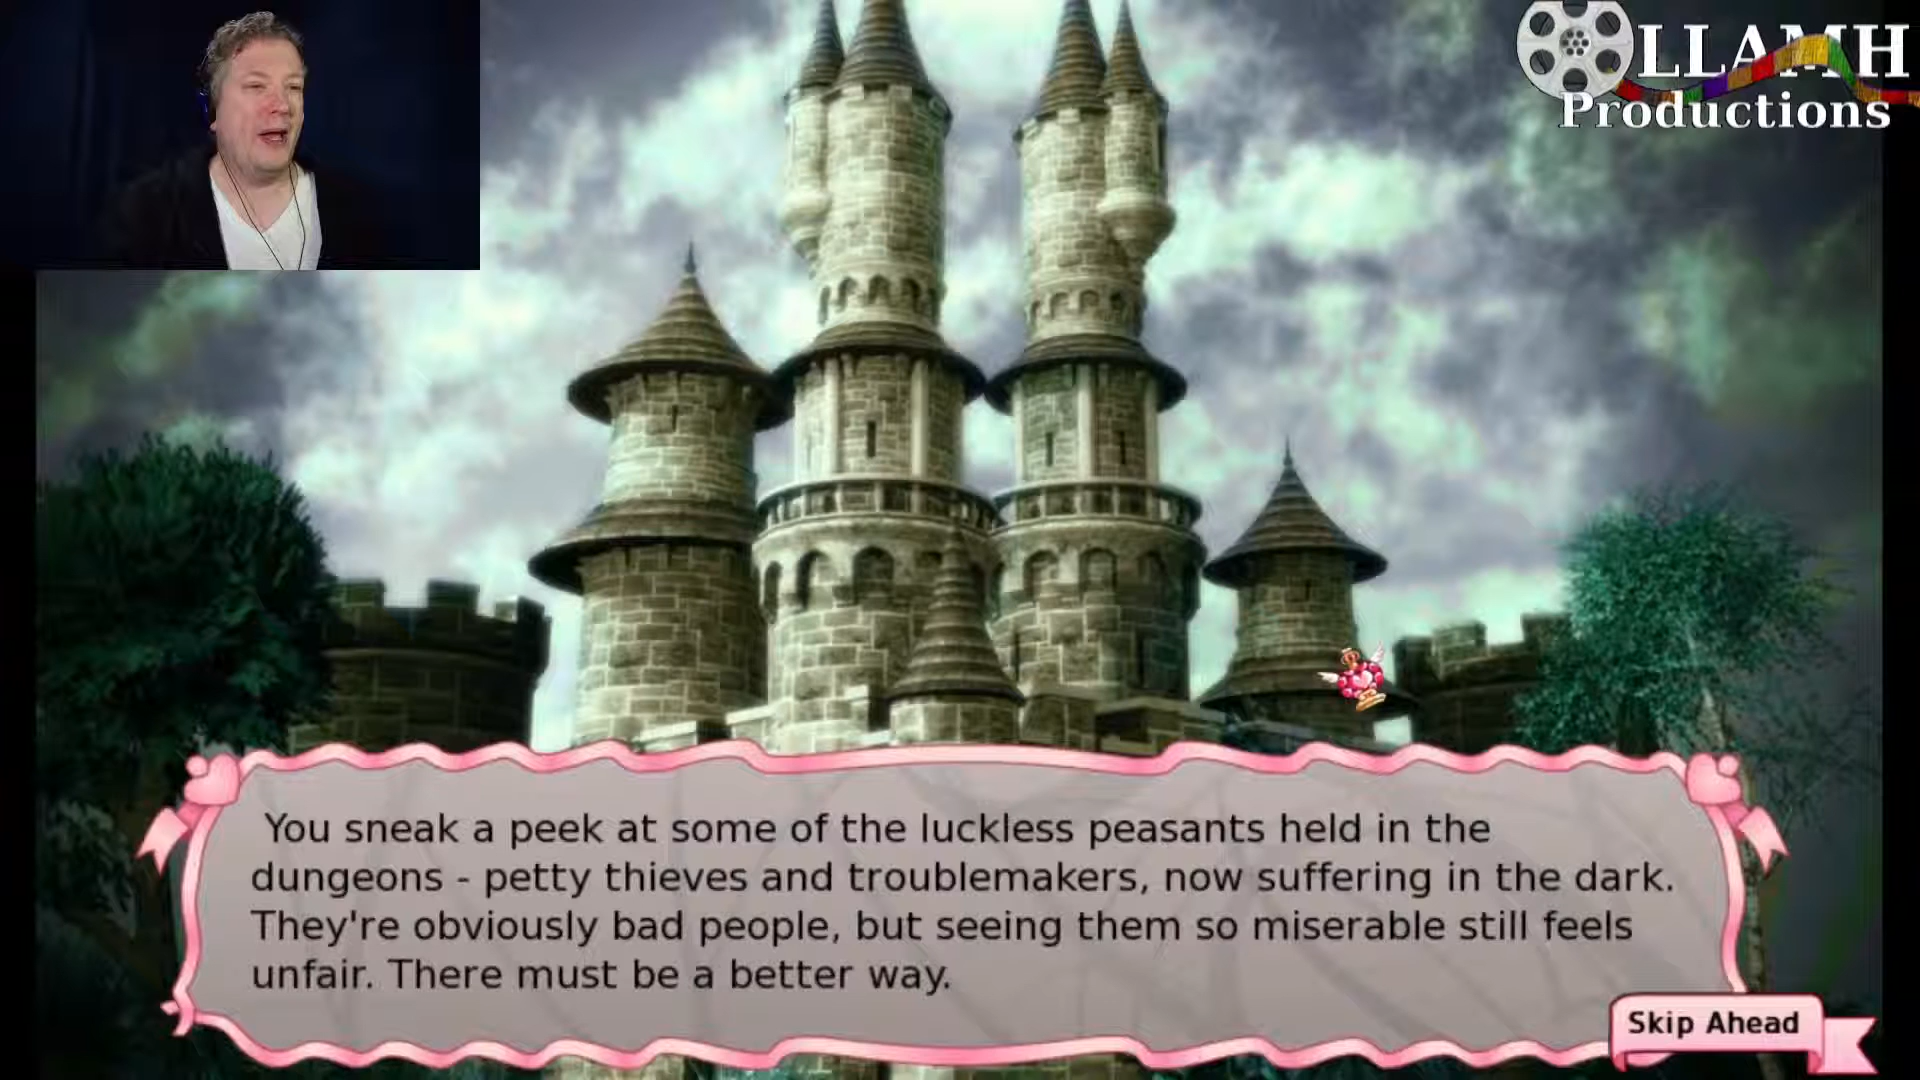 OLLAMH
Productions
You sneak a peek at some of the luckless peasants held in the
dungeons - petty thieves and troublemakers, now suffering in the dark.
They're obviously bad people, but seeing them so miserable still feels
unfair. There must be a better way.
Skip Ahead